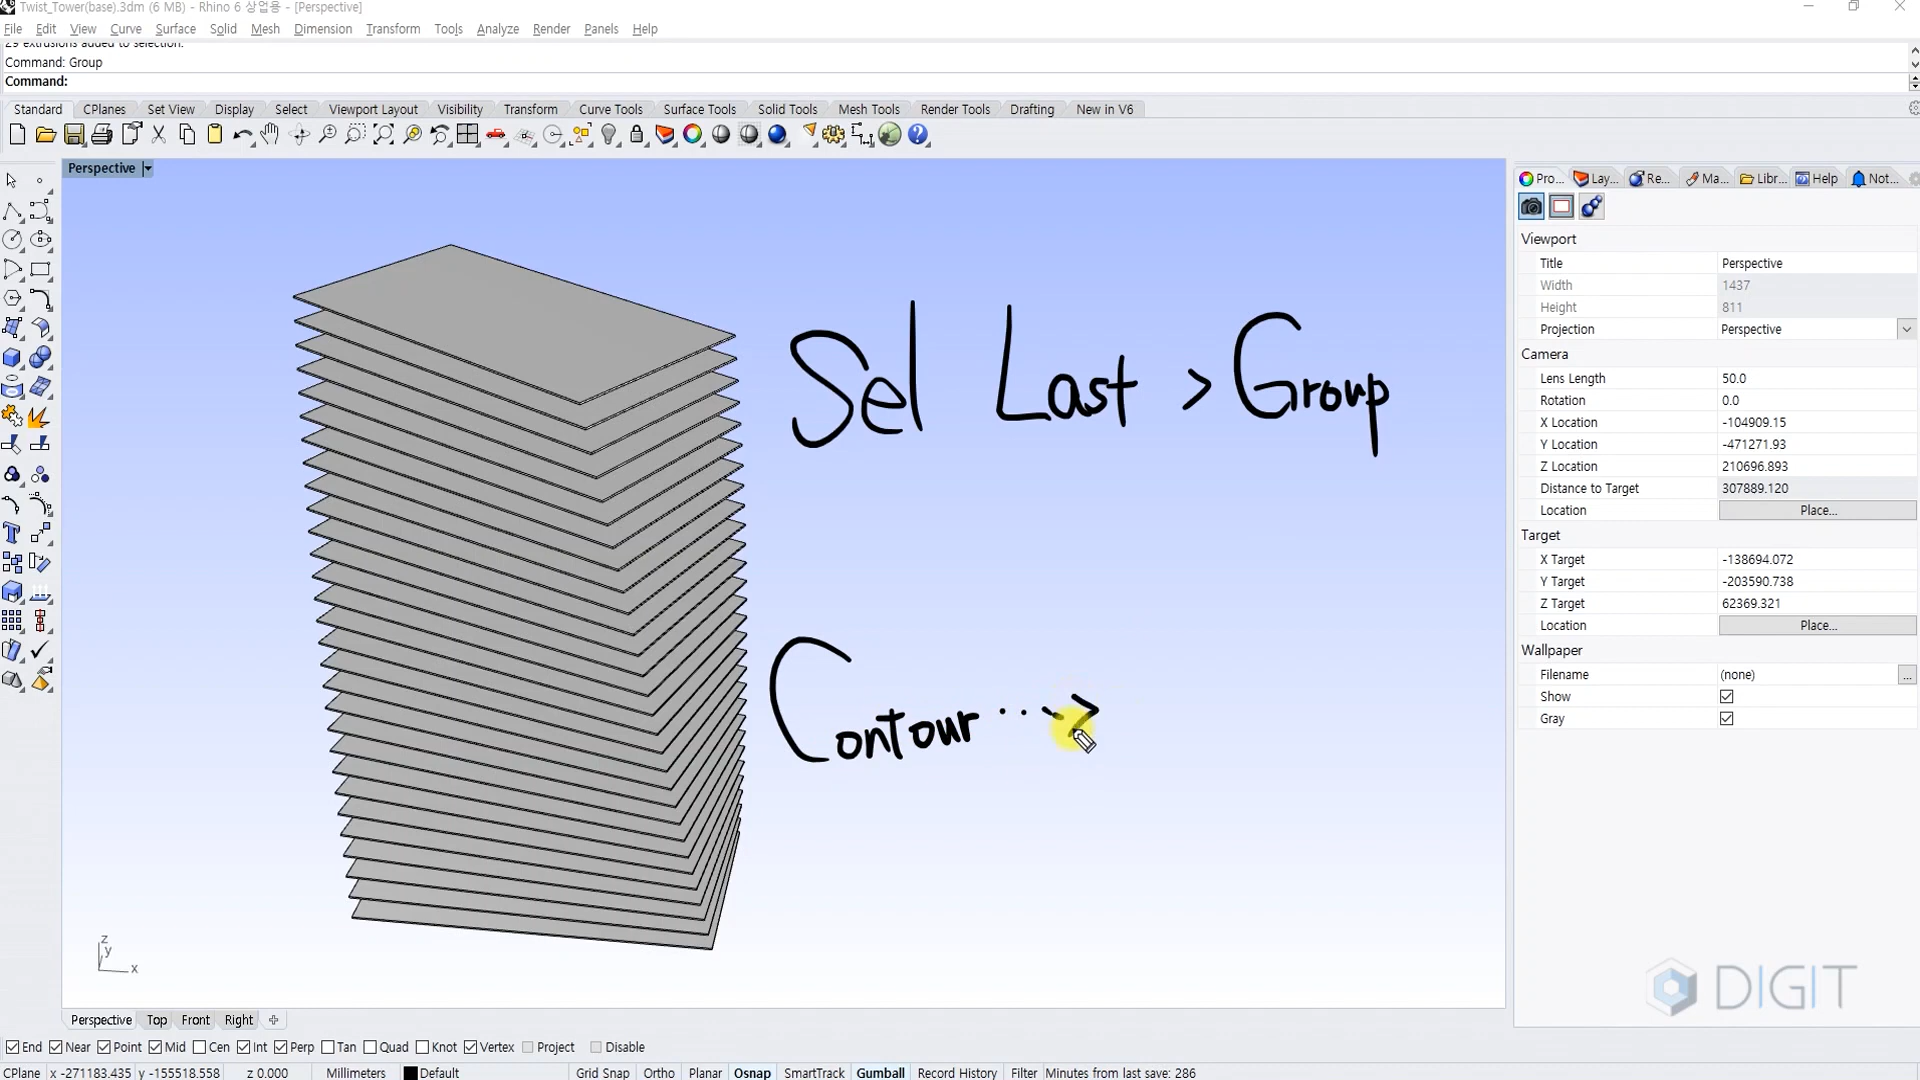 Twist_Tower(base).3dm (6 MB) - Rhino 6 상업용 - [Perspective]
File Edit View Curve Surface Solid Mesh Dimension Transform Tools Analyze Render Panels Help
29 extrusions added to selection.
Command: Group
Command:
Standard CPlanes Set View Display Select Viewport Layout Visibility Transform Curve Tools Surface Tools Solid Tools Mesh Tools Render Tools Drafting New in V6
Perspective
Pro... Lay... Re... Ma... Libr... Help Not...
Viewport
Title Perspective
Width 1437
Height 811
Projection Perspective
Camera
Lens Length 50.0
Rotation 0.0
X Location -104909.15
Y Location -471271.93
Z Location 210696.893
Distance to Target 307889.120
Location Place...
Target
X Target -138694.072
Y Target -203590.738
Z Target 62369.321
Location Place...
Wallpaper
Filename (none) ...
Show
Gray
Sel Last > Group
Contour ... >
z
y
x
DIGIT
Perspective Top Front Right
End Near Point Mid Cen Int Perp Tan Quad Knot Vertex Project Disable
CPlane x -271183.435 y -155518.558 z 0.000 Millimeters Default Grid Snap Ortho Planar Osnap SmartTrack Gumball Record History Filter Minutes from last save: 286